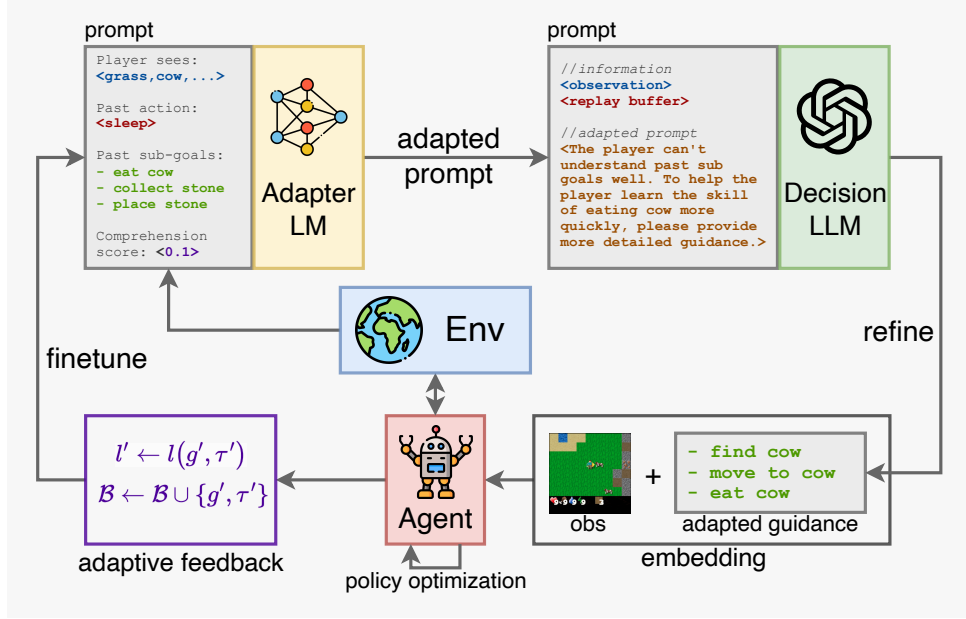 prompt
Player sees:
<grass,cow,...>
Past action:
<sleep>
Past sub-goals:
- eat cow
- collect stone
- place stone
Comprehension
score: <0.1>
Adapter
LM
adapted
prompt
prompt
//information
<observation>
<replay buffer>
//adapted prompt
<The player can't
understand past sub
goals well. To help the
player learn the skill
of eating cow more
quickly, please provide
more detailed guidance.>
Decision
LLM
Env
finetune
refine
l′ ← l(g′, τ′)
ℬ ← ℬ ∪ {g′, τ′}
adaptive feedback
Agent
policy optimization
obs
+
- find cow
- move to cow
- eat cow
adapted guidance
embedding